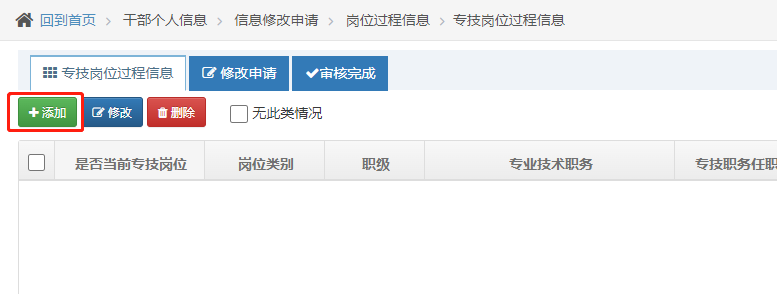 回到首页 > 干部个人信息 > 信息修改申请 > 岗位过程信息 > 专技岗位过程信息
专技岗位过程信息 修改申请 审核完成
添加 修改 删除 无此类情况
是否当前专技岗位 岗位类别 职级 专业技术职务 专技职务任职